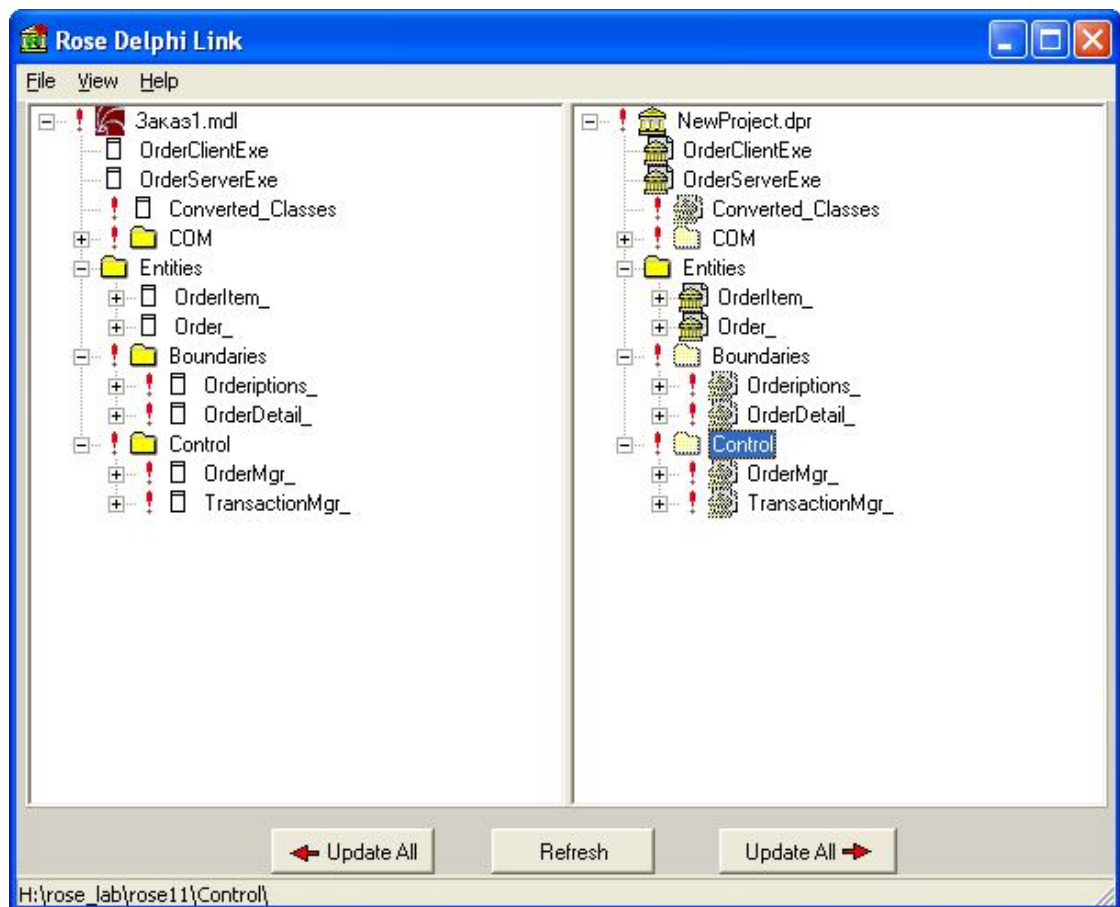 Rose Delphi Link
File View Help
Заказ1.mdl
OrderClientExe
OrderServerExe
Converted_Classes
COM
Entities
OrderItem_
Order_
Boundaries
Orderiptions_
OrderDetail_
Control
OrderMgr_
TransactionMgr_
NewProject.dpr
OrderClientExe
OrderServerExe
Converted_Classes
COM
Entities
OrderItem_
Order_
Boundaries
Orderiptions_
OrderDetail_
Control
OrderMgr_
TransactionMgr_
Update All Refresh Update All
H:\rose_lab\rose11\Control\